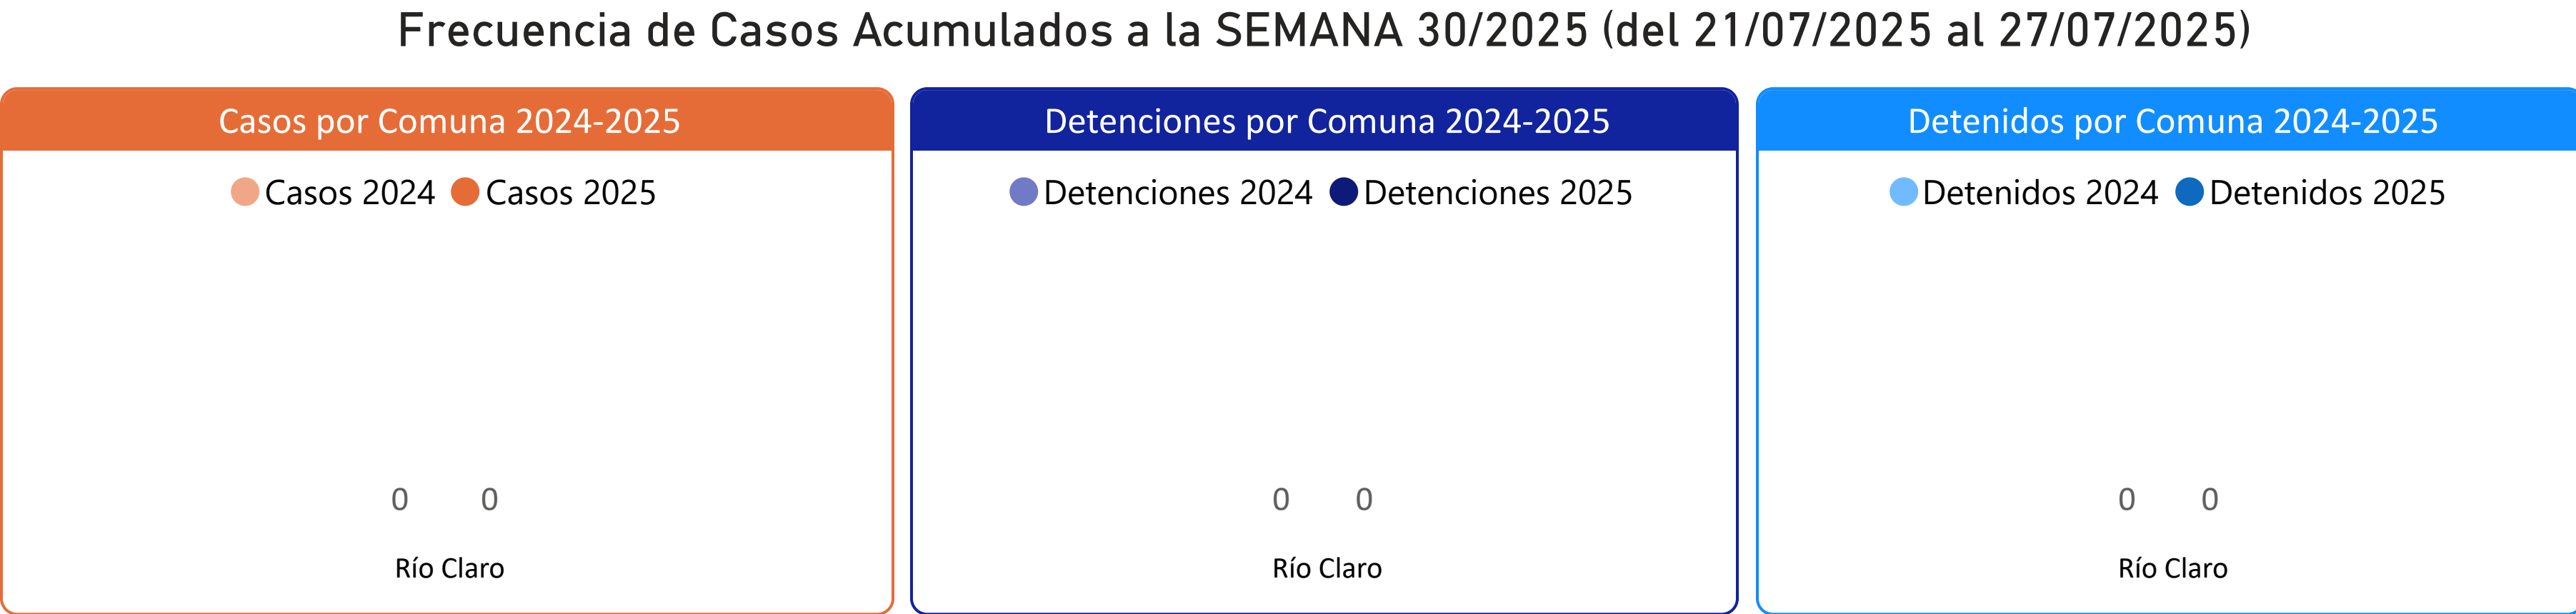 Frecuencia de Casos Acumulados a la SEMANA 30/2025 (del 21/07/2025 al 27/07/2025)
Casos por Comuna 2024-2025
Casos 2024 Casos 2025
0 0
Río Claro
Detenciones por Comuna 2024-2025
Detenciones 2024 Detenciones 2025
0 0
Río Claro
Detenidos por Comuna 2024-2025
Detenidos 2024 Detenidos 2025
0 0
Río Claro